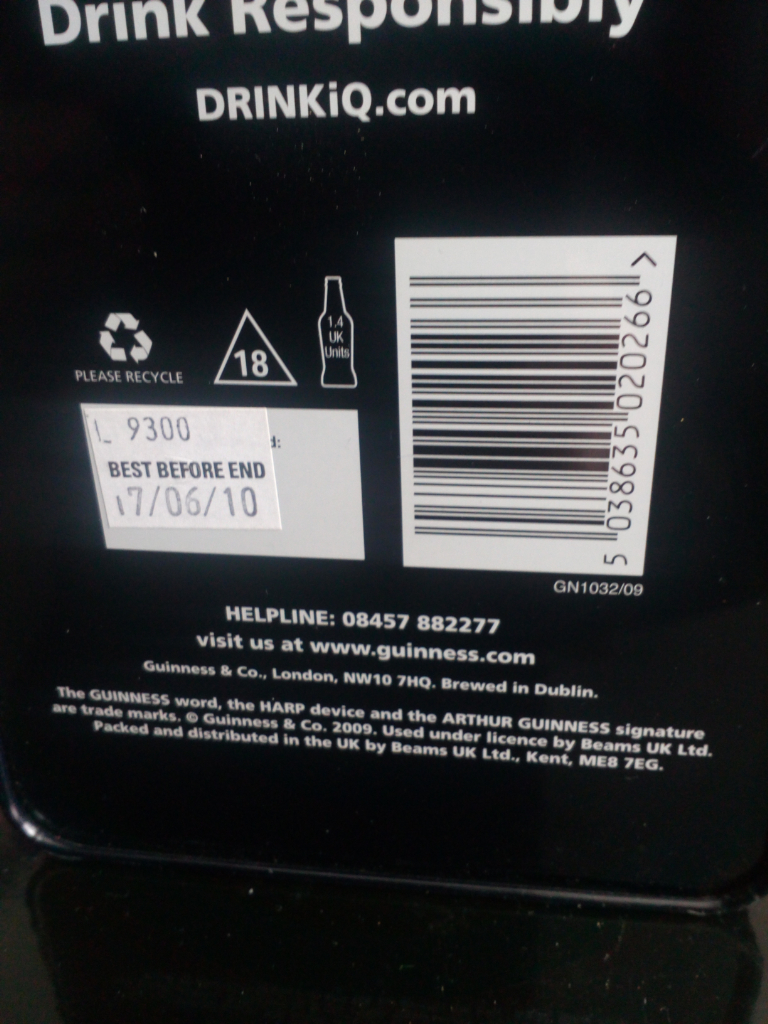 Drink Responsibly
DRINKiQ.com
PLEASE RECYCLE
18
1.4
UK
Units
L 9300
d:
BEST BEFORE END
17/06/10
5 038635 020266 >
GN1032/09
HELPLINE: 08457 882277
visit us at www.guinness.com
Guinness & Co., London, NW10 7HQ. Brewed in Dublin.
The GUINNESS word, the HARP device and the ARTHUR GUINNESS signature
are trade marks. © Guinness & Co. 2009. Used under licence by Beams UK Ltd.
Packed and distributed in the UK by Beams UK Ltd., Kent, ME8 7EG.